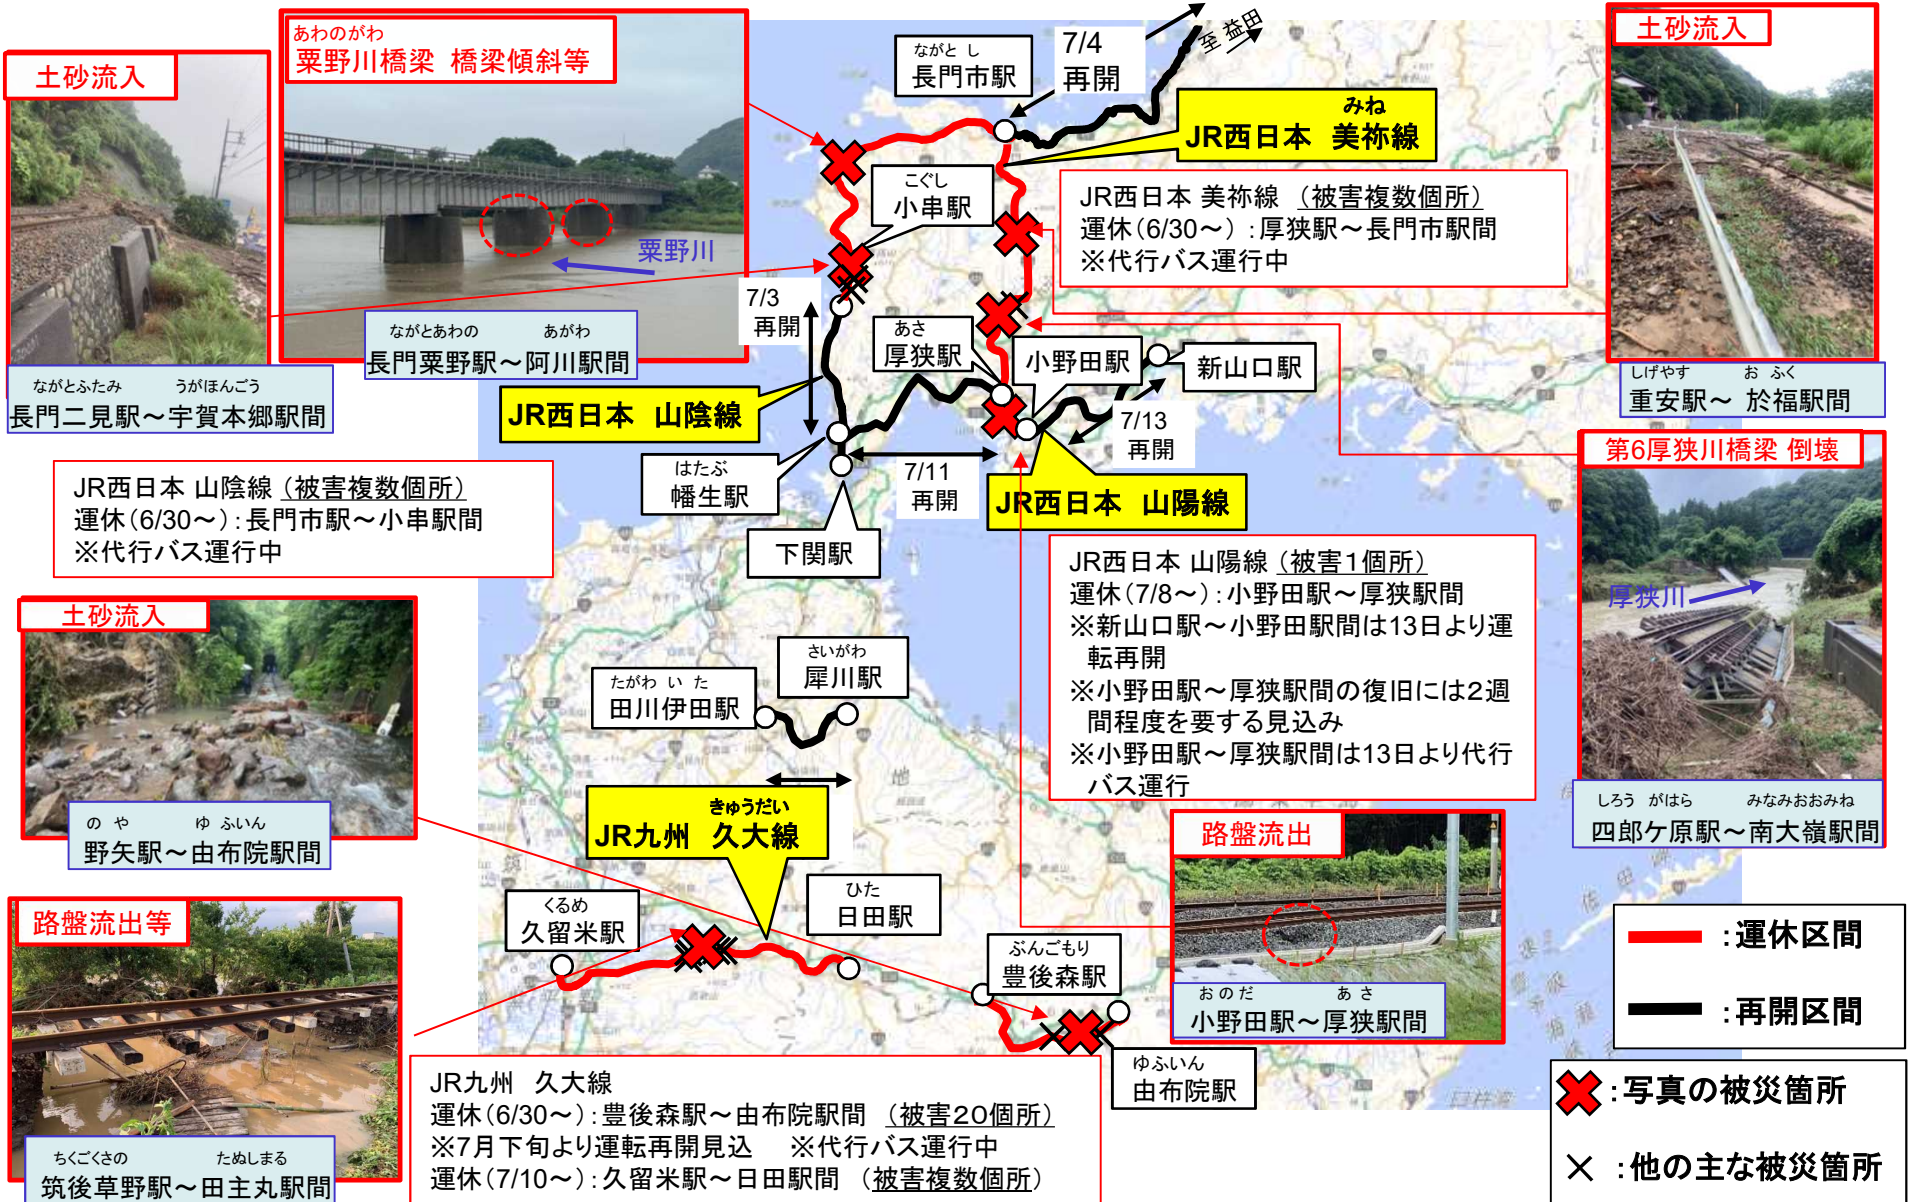 土砂流入
ながとふたみ うがほんごう
長門二見駅～宇賀本郷駅間
あわのがわ
粟野川橋梁 橋梁傾斜等
粟野川
ながとあわの あがわ
長門粟野駅～阿川駅間
ながと し
長門市駅
7/4
再開
至 益田
みね
JR西日本 美祢線
こぐし
小串駅
JR西日本 美祢線 (被害複数個所)
運休(6/30～)：厚狭駅～長門市駅間
※代行バス運行中
土砂流入
しげやす お ふく
重安駅～ 於福駅間
7/3
再開
あさ
厚狭駅
小野田駅
新山口駅
JR西日本 山陰線
7/13
再開
はたぶ
幡生駅
7/11
再開
JR西日本 山陽線
下関駅
JR西日本 山陰線 (被害複数個所)
運休(6/30～)：長門市駅～小串駅間
※代行バス運行中
第6厚狭川橋梁 倒壊
厚狭川
しろう がはら みなみおおみね
四郎ケ原駅～南大嶺駅間
JR西日本 山陽線 (被害1個所)
運休(7/8～)：小野田駅～厚狭駅間
※新山口駅～小野田駅間は13日より運
転再開
※小野田駅～厚狭駅間の復旧には2週
間程度を要する見込み
※小野田駅～厚狭駅間は13日より代行
バス運行
土砂流入
の や ゆ ふいん
野矢駅～由布院駅間
たがわ い た
田川伊田駅
さいがわ
犀川駅
きゅうだい
JR九州 久大線
路盤流出
おのだ あさ
小野田駅～厚狭駅間
路盤流出等
ちくごくさの たぬしまる
筑後草野駅～田主丸駅間
くるめ
久留米駅
ひた
日田駅
ぶんごもり
豊後森駅
ゆふいん
由布院駅
JR九州 久大線
運休(6/30～)：豊後森駅～由布院駅間 (被害20個所)
※7月下旬より運転再開見込 ※代行バス運行中
運休(7/10～)：久留米駅～日田駅間 (被害複数個所)
：運休区間
：再開区間
：写真の被災箇所
：他の主な被災箇所